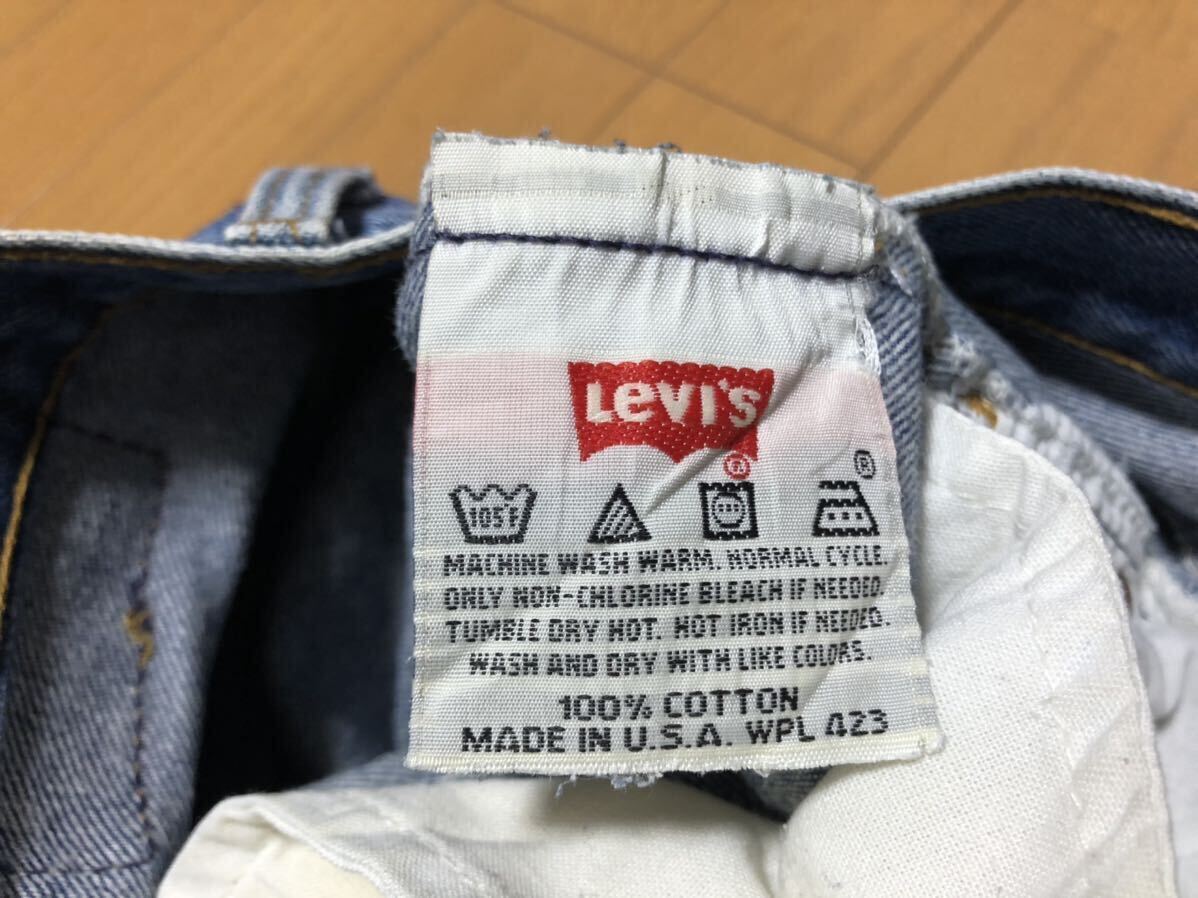 LEVI'S
®
®
105F
MACHINE WASH WARM. NORMAL CYCLE.
ONLY NON-CHLORINE BLEACH IF NEEDED.
TUMBLE DRY HOT. HOT IRON IF NEEDED.
WASH AND DRY WITH LIKE COLORS.
100% COTTON
MADE IN U.S.A. WPL 423